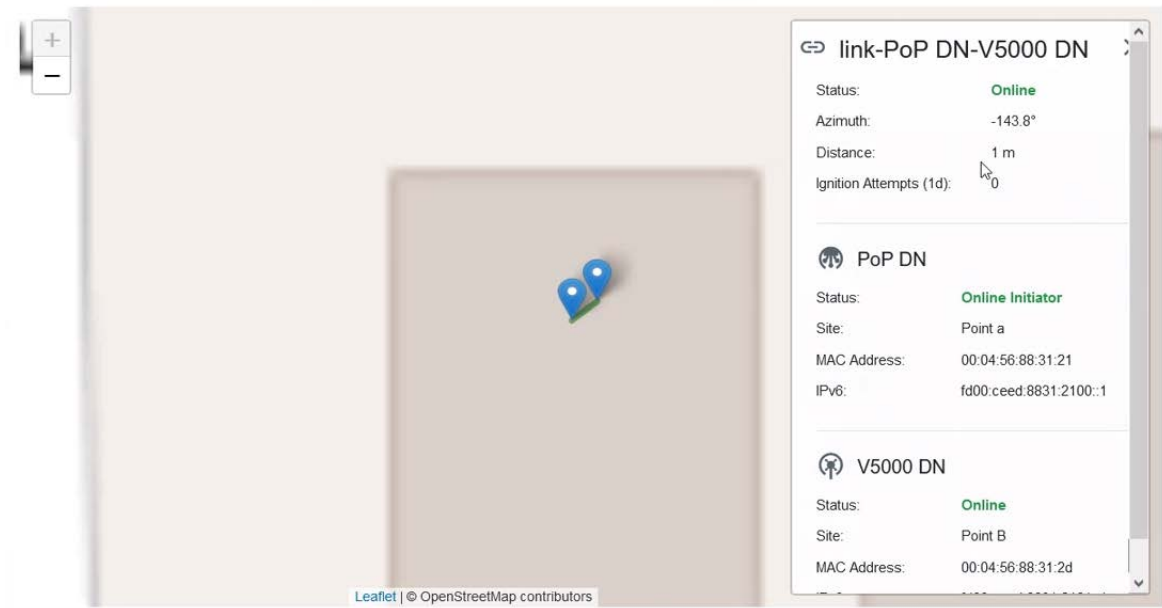 +
−
link-PoP DN-V5000 DN
Status: Online
Azimuth: -143.8°
Distance: 1 m
Ignition Attempts (1d): 0
PoP DN
Status: Online Initiator
Site: Point a
MAC Address: 00:04:56:88:31:21
IPv6: fd00:ceed:8831:2100::1
V5000 DN
Status: Online
Site: Point B
MAC Address: 00:04:56:88:31:2d
Leaflet | © OpenStreetMap contributors